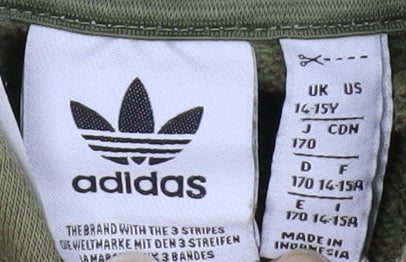 adidas
THE BRAND WITH THE 3 STRIPES
DIE WELTMARKE MIT DEN 3 STREIFEN
LA MARQUE 3 BANDES
UK US
14-15Y
J CDN
170
D F
170 14-15A
E I
170 14-15A
MADE IN
INDONESIA